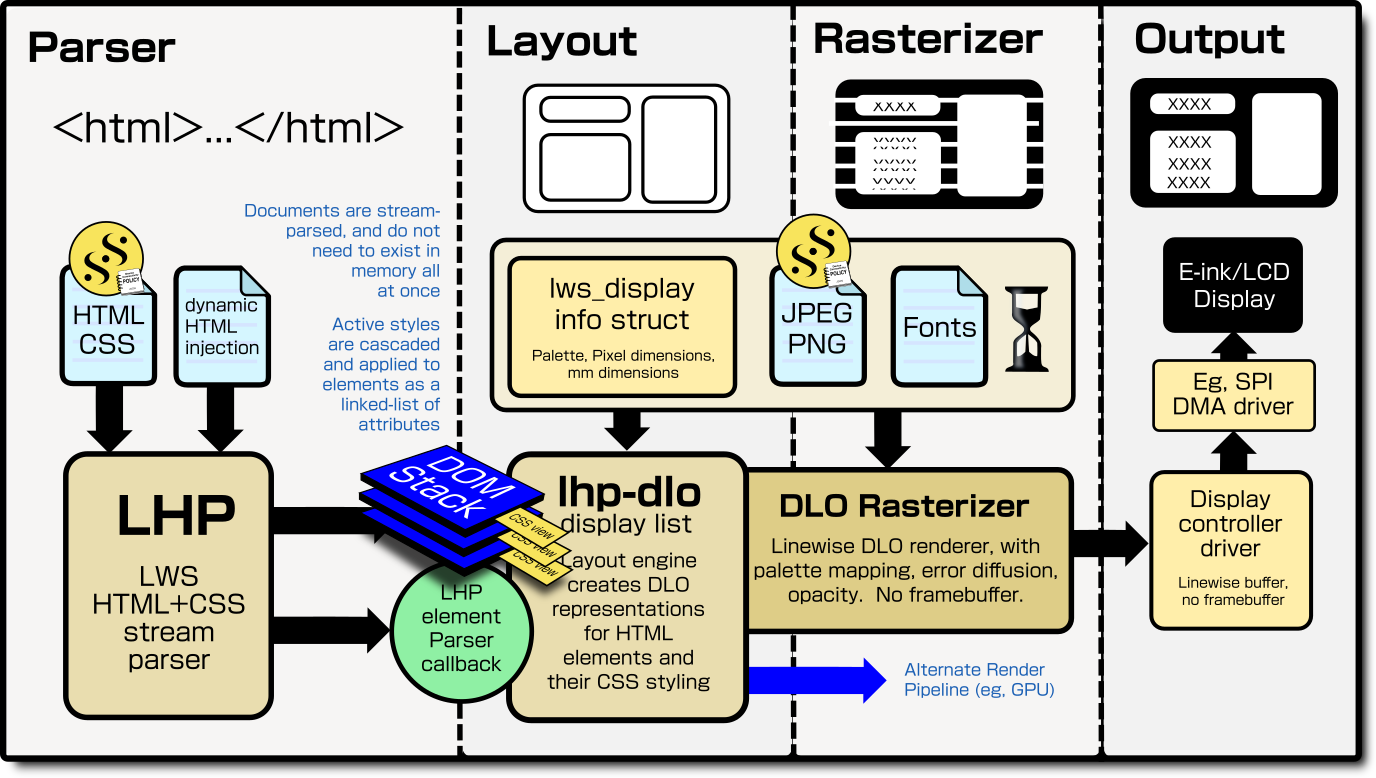 Parser
<html>...</html>
Documents are stream-
parsed, and do not
need to exist in
memory all
at once
Active styles
are cascaded
and applied to
elements as a
linked-list of
attributes
HTML
CSS
POLICY
dynamic
HTML
injection
LHP
LWS
HTML+CSS
stream
parser
DOM
Stack
CSS view
CSS view
CSS view
LHP
element
Parser
callback
Layout
lws_display
info struct
Palette, Pixel dimensions,
mm dimensions
lhp-dlo
display list
Layout engine
creates DLO
representations
for HTML
elements and
their CSS styling
Rasterizer
XXXX
XXXX
XXXX
XXXX
JPEG
PNG
POLICY
Fonts
DLO Rasterizer
Linewise DLO renderer, with
palette mapping, error diffusion,
opacity.  No framebuffer.
Alternate Render
Pipeline (eg, GPU)
Output
XXXX
XXXX
XXXX
XXXX
E-ink/LCD
Display
Eg, SPI
DMA driver
Display
controller
driver
Linewise buffer,
no framebuffer